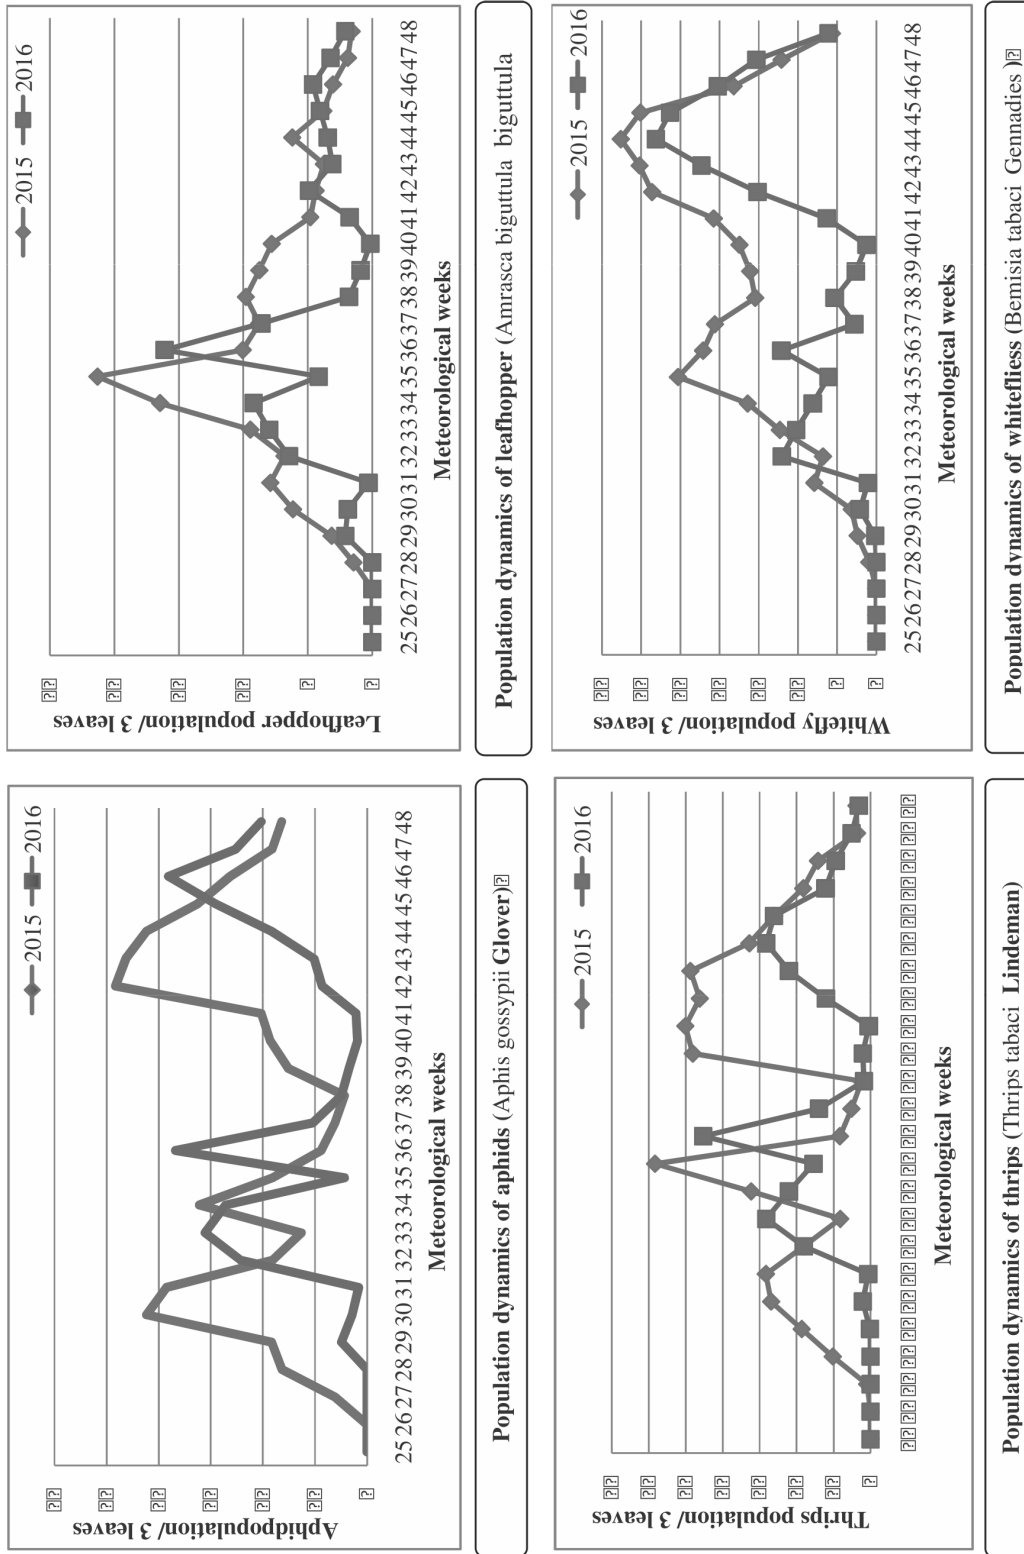 2015 2016
Aphidpopulation/ 3 leaves
25 26 27 28 29 30 31 32 33 34 35 36 37 38 39 40 41 42 43 44 45 46 47 48
Meteorological weeks
Population dynamics of aphids (Aphis gossypii Glover)
2015 2016
Leafhopper population/ 3 leaves
25 26 27 28 29 30 31 32 33 34 35 36 37 38 39 40 41 42 43 44 45 46 47 48
Meteorological weeks
Population dynamics of leafhopper (Amrasca biguttula biguttula
2015 2016
Thrips population/ 3 leaves
Meteorological weeks
Population dynamics of thrips (Thrips tabaci Lindeman)
2015 2016
Whitefly population/ 3 leaves
25 26 27 28 29 30 31 32 33 34 35 36 37 38 39 40 41 42 43 44 45 46 47 48
Meteorological weeks
Population dynamics of whitefliess (Bemisia tabaci Gennadies )